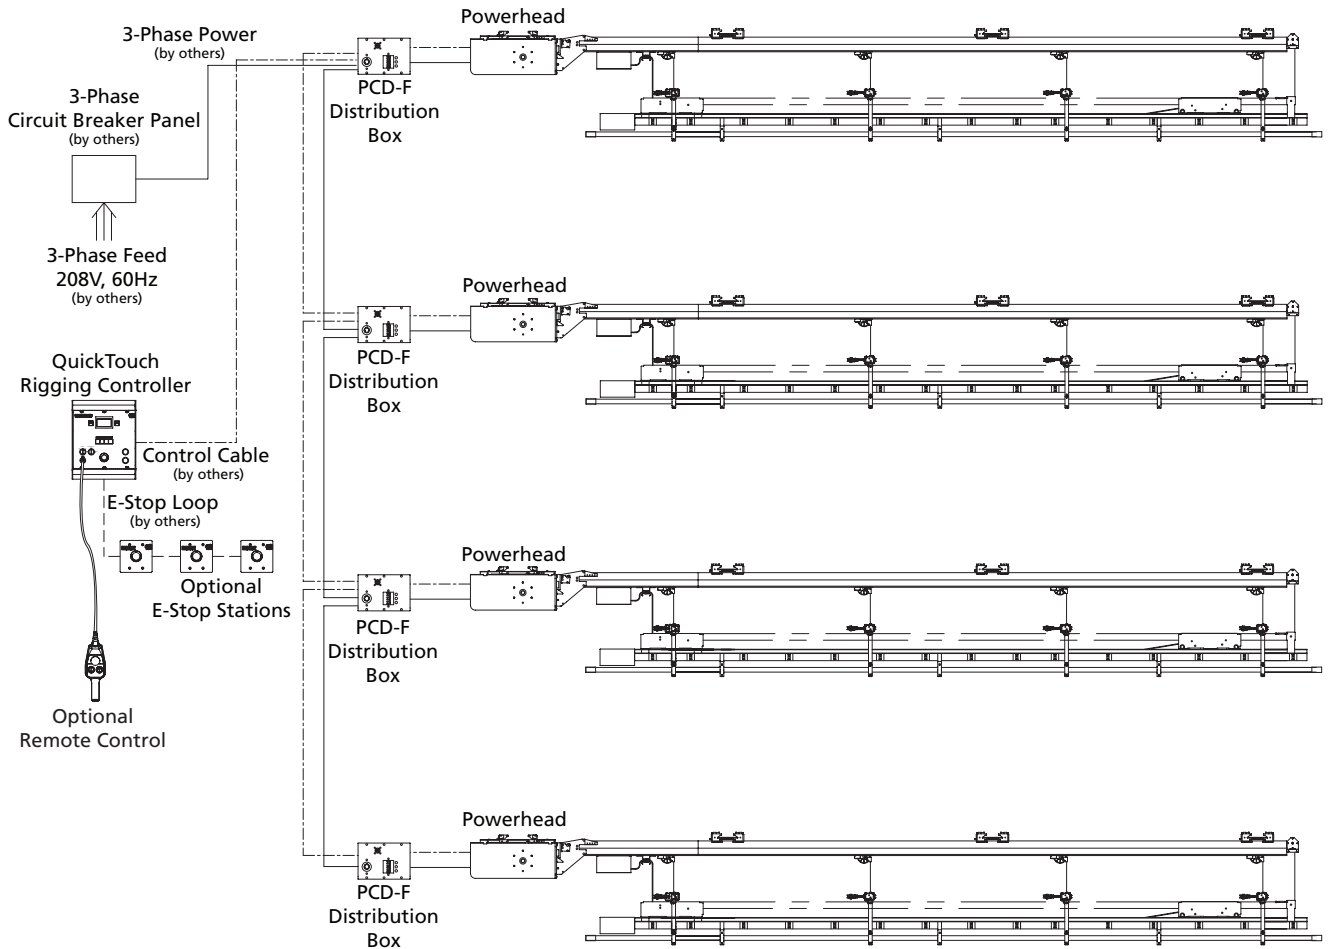 3-Phase Power
(by others)
3-Phase
Circuit Breaker Panel
(by others)
3-Phase Feed
208V, 60Hz
(by others)
QuickTouch
Rigging Controller
Control Cable
(by others)
E-Stop Loop
(by others)
Optional
E-Stop Stations
Optional
Remote Control
Powerhead
PCD-F
Distribution
Box
Powerhead
PCD-F
Distribution
Box
Powerhead
PCD-F
Distribution
Box
Powerhead
PCD-F
Distribution
Box